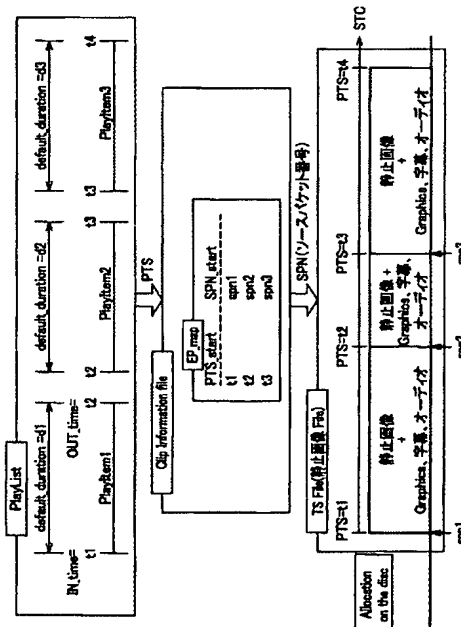 PlayList
default_duration =d1
default_duration =d2
default_duration =d3
IN_time=
OUT_time=
t1
t2
t2
t3
t3
t4
PlayItem1
PlayItem2
PlayItem3
PTS
Clip Information file
EP_map
PTS_start SPN_start
t1 spn1
t2 spn2
t3 spn3
SPN(ソースパケット番号)
TS File(静止画像 File)
STC
PTS=t1
PTS=t2
PTS=t3
PTS=t4
静止画像
+
Graphics、字幕、オーディオ
静止画像+
Graphics、字幕、
オーディオ
静止画像
+
Graphics、字幕、オーディオ
Allocation
on the disc
spn1
spn2
spn3